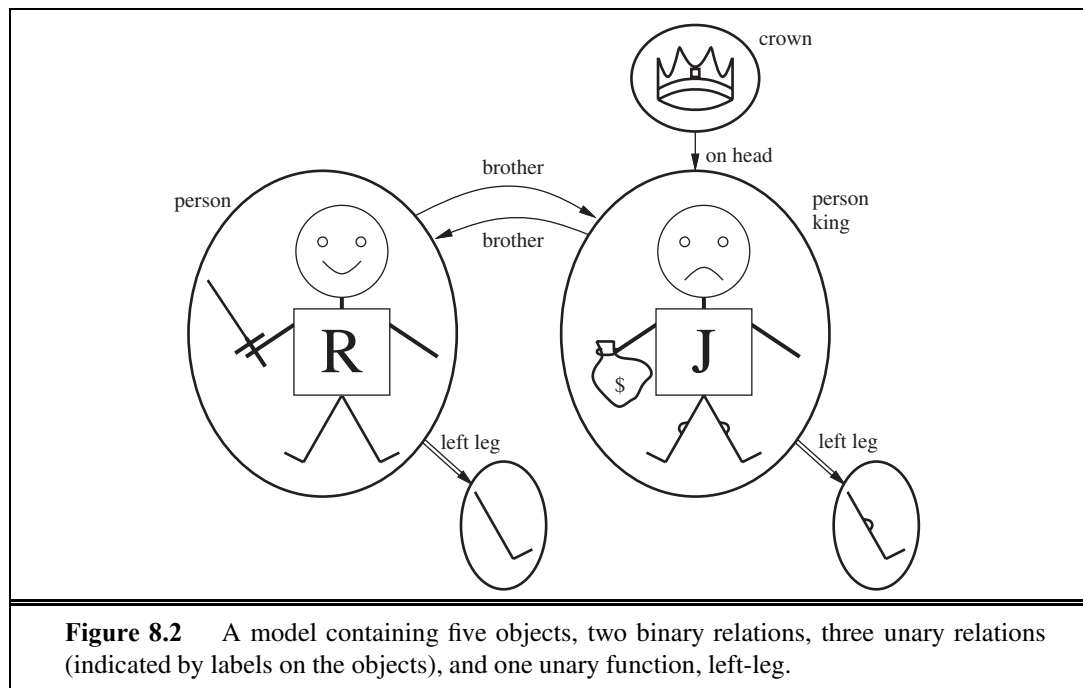 crown
on head
brother
person
person
king
brother
R
J
$
left leg
left leg
Figure 8.2 A model containing five objects, two binary relations, three unary relations
(indicated by labels on the objects), and one unary function, left-leg.